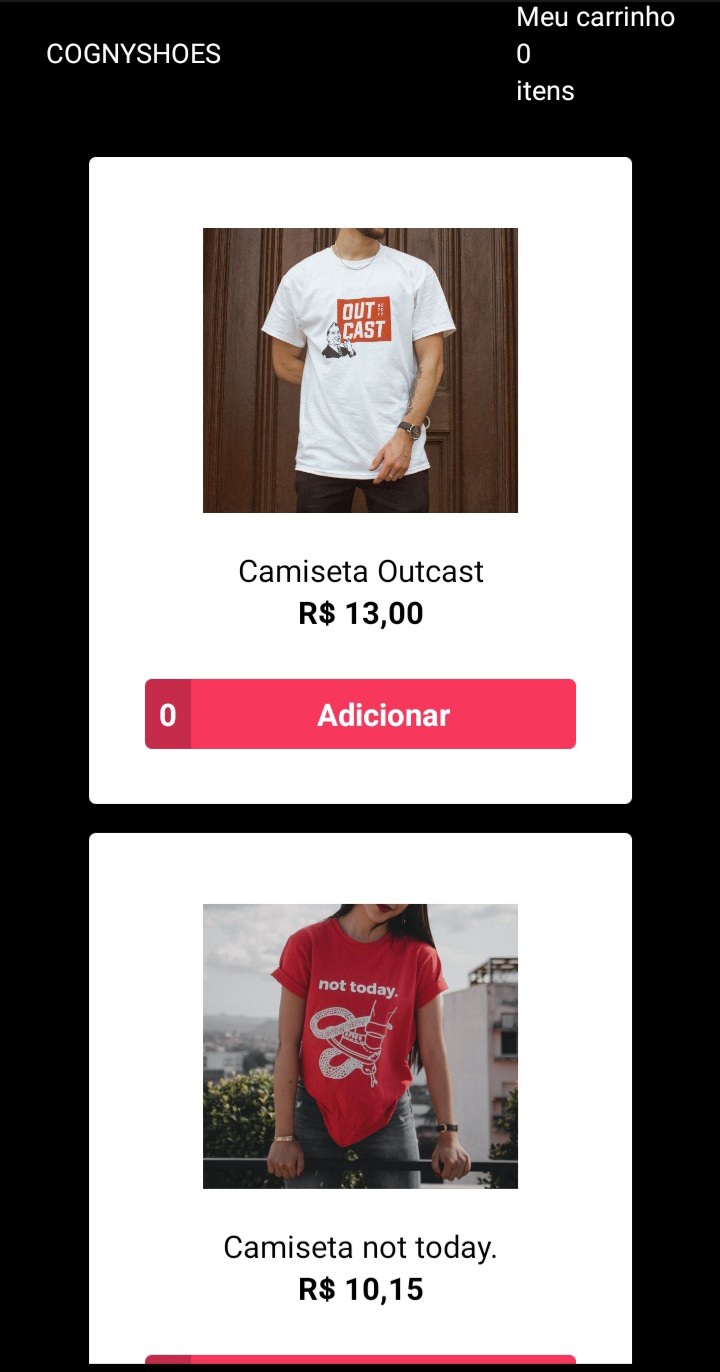 Meu carrinho
COGNYSHOES
0
itens
OUT
CAST
Camiseta Outcast
R$ 13,00
0
Adicionar
not today.
Camiseta not today.
R$ 10,15